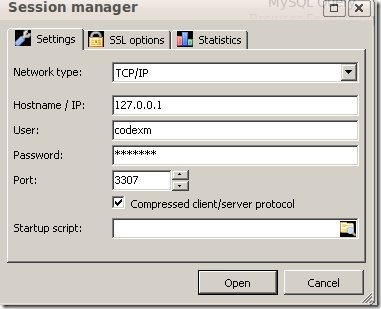 Session manager
MySQL
Settings
SSL options
Statistics
Network type:
TCP/IP
Hostname / IP:
127.0.0.1
User:
codexm
Password:
*******
Port:
3307
Compressed client/server protocol
Startup script:
Open
Cancel